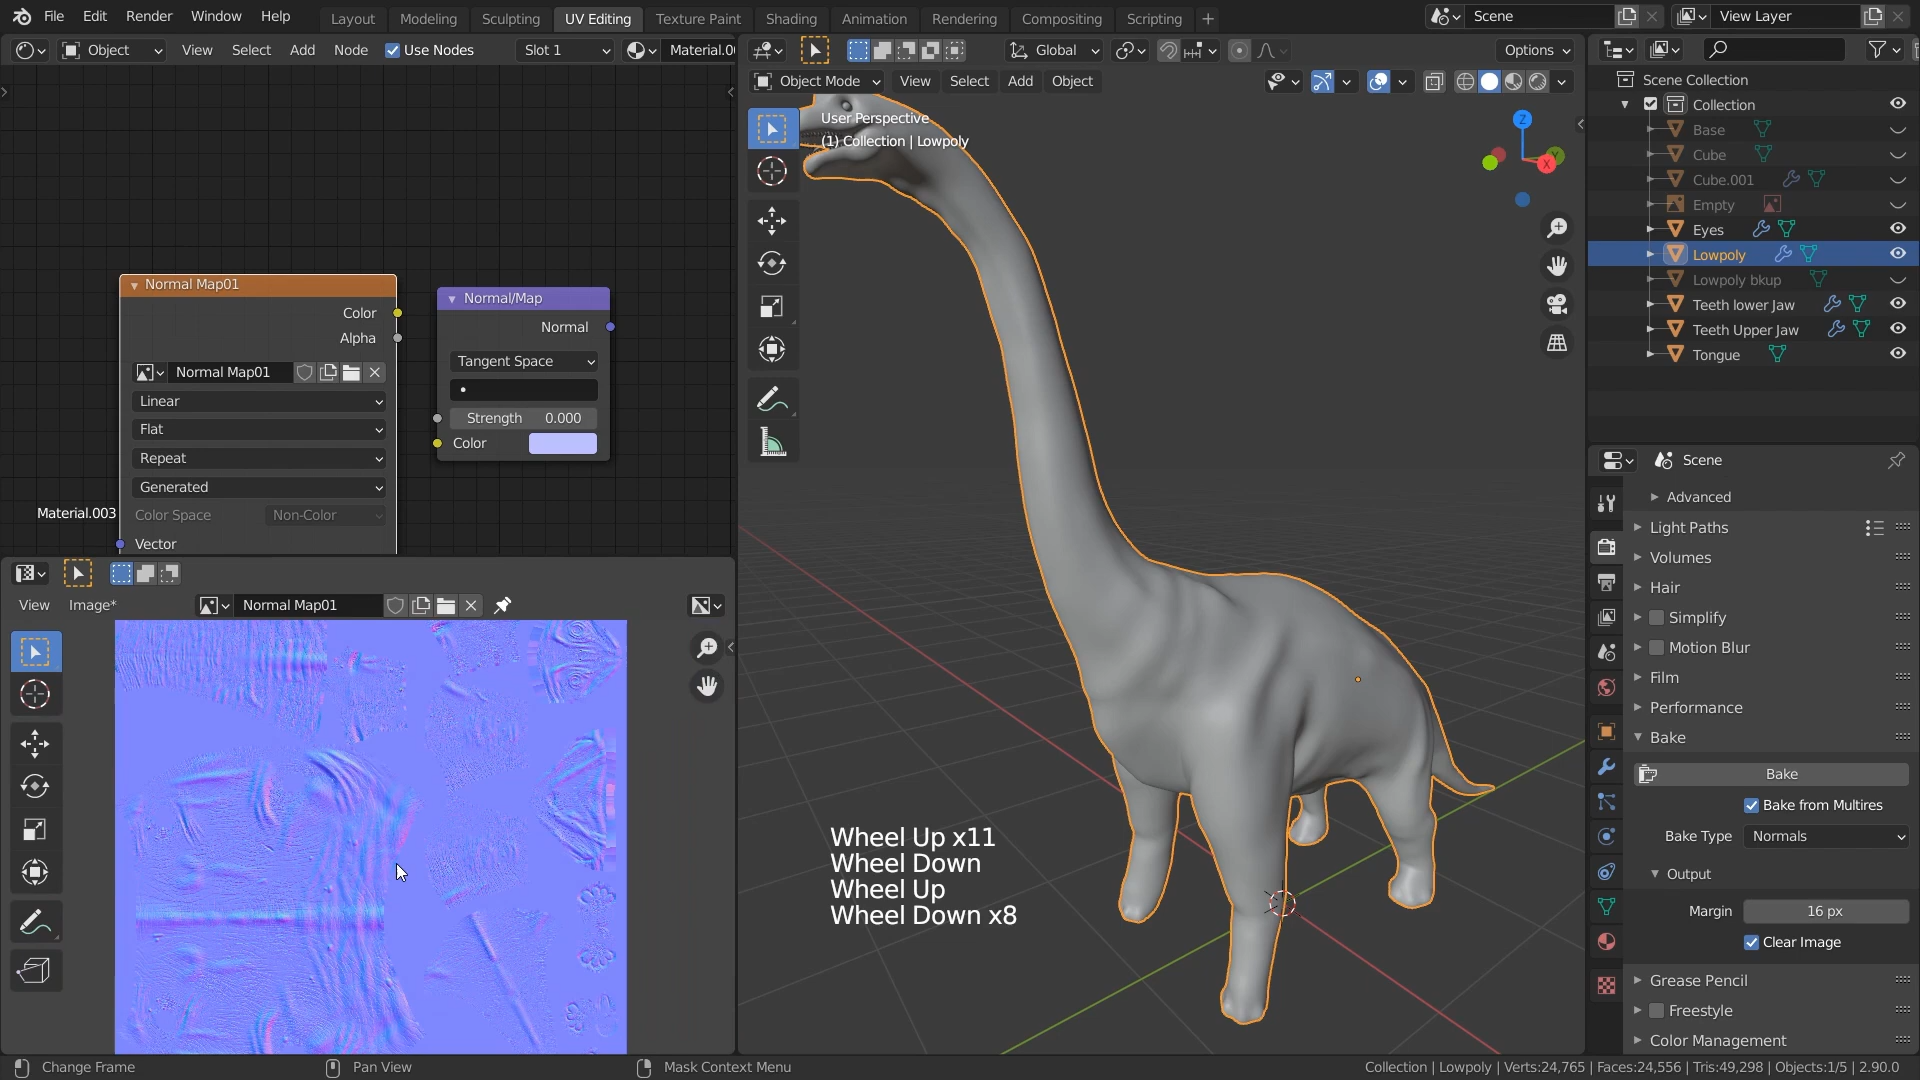 File Edit Render Window Help
Layout Modeling Sculpting UV Editing Texture Paint Shading Animation Rendering Compositing Scripting +
Scene
View Layer
Object View Select Add Node Use Nodes Slot 1 Material.00
Global
Options
Object Mode View Select Add Object
User Perspective
(1) Collection | Lowpoly
Z
Y
X
Scene Collection
Collection
Base
Cube
Cube.001
Empty
Eyes
Lowpoly
Lowpoly bkup
Teeth lower Jaw
Teeth Upper Jaw
Tongue
Normal Map01
Color
Alpha
Normal Map01
Linear
Flat
Repeat
Generated
Color Space Non-Color
Vector
Material.003
Normal/Map
Normal
Tangent Space
Strength 0.000
Color
View Image*
Normal Map01
Wheel Up x11
Wheel Down
Wheel Up
Wheel Down x8
Scene
Advanced
Light Paths
Volumes
Hair
Simplify
Motion Blur
Film
Performance
Bake
Bake
Bake from Multires
Bake Type Normals
Output
Margin 16 px
Clear Image
Grease Pencil
Freestyle
Color Management
Change Frame
Pan View
Mask Context Menu
Collection | Lowpoly | Verts:24,765 | Faces:24,556 | Tris:49,298 | Objects:1/5 | 2.90.0